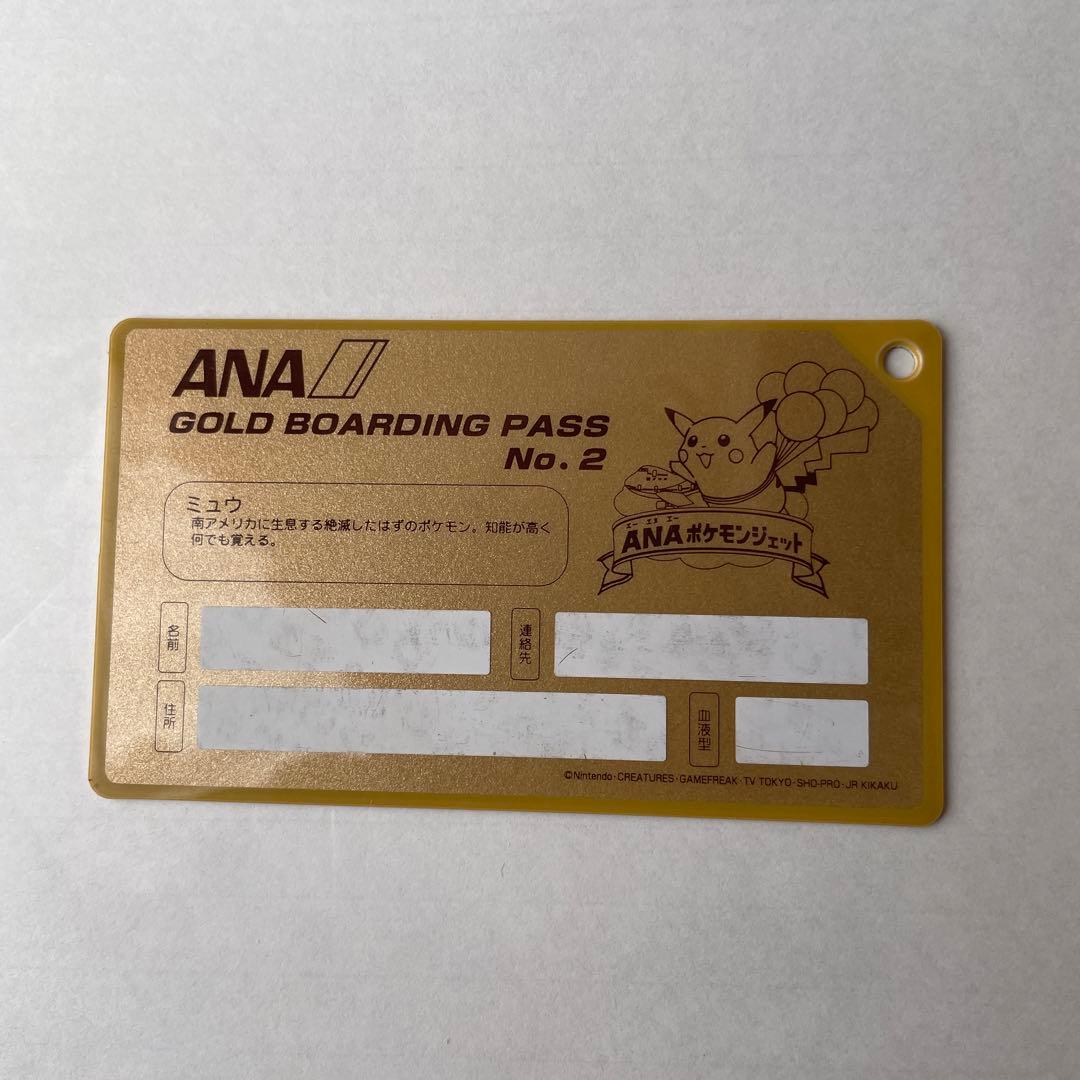 ANA
GOLD BOARDING PASS
No. 2
ミュウ
南アメリカに生息する絶滅したはずのポケモン。知能が高く
何でも覚える。
エー エヌ エー
ANAポケモンジェット
名前
連絡先
住所
血液型
©Nintendo・CREATURES・GAMEFREAK・TV TOKYO・SHO-PRO・JR KIKAKU